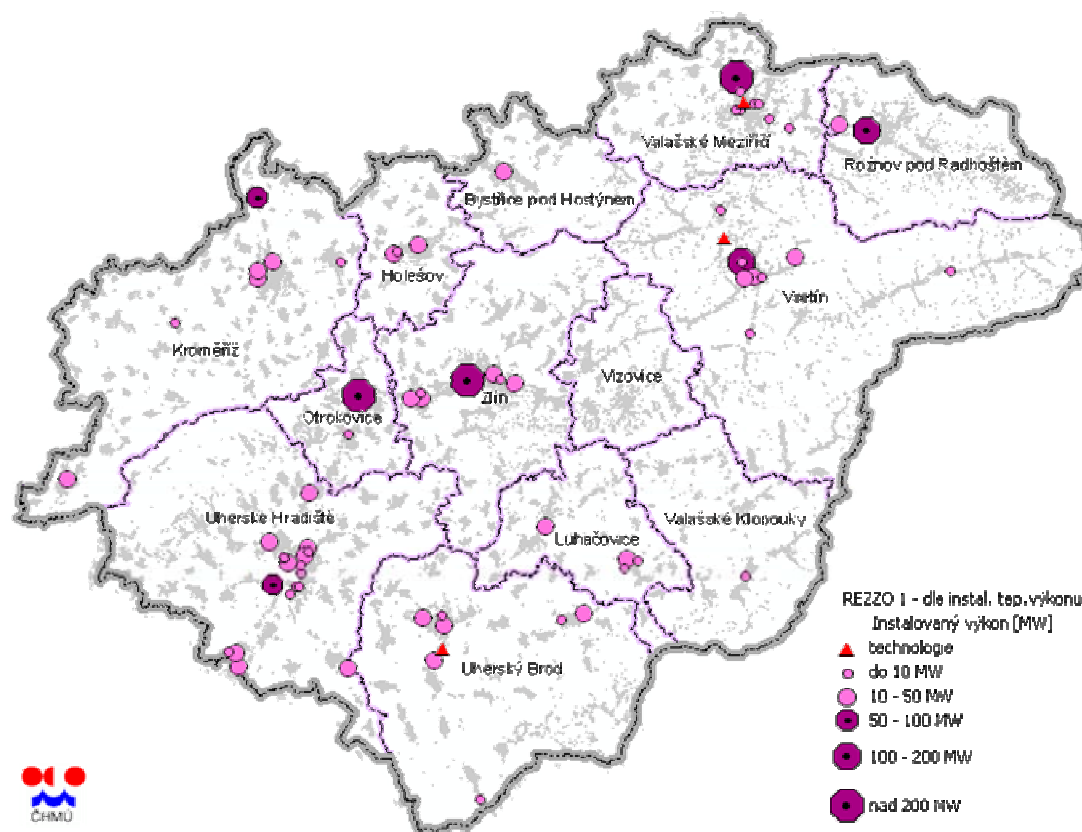 Valašské Meziříčí
Rožnov pod Radhoštěm
Bystřice pod Hostýnem
Holešov
Vsetín
Kroměříž
Vizovice
Zlín
Otrokovice
Uherské Hradiště
Luhačovice
Valašské Klobouky
Uherský Brod
REZZO 1 - dle instal. tep.výkonu
Instalovaný výkon [MW]
technologie
do 10 MW
10 - 50 MW
50 - 100 MW
100 - 200 MW
nad 200 MW
ČHMÚ